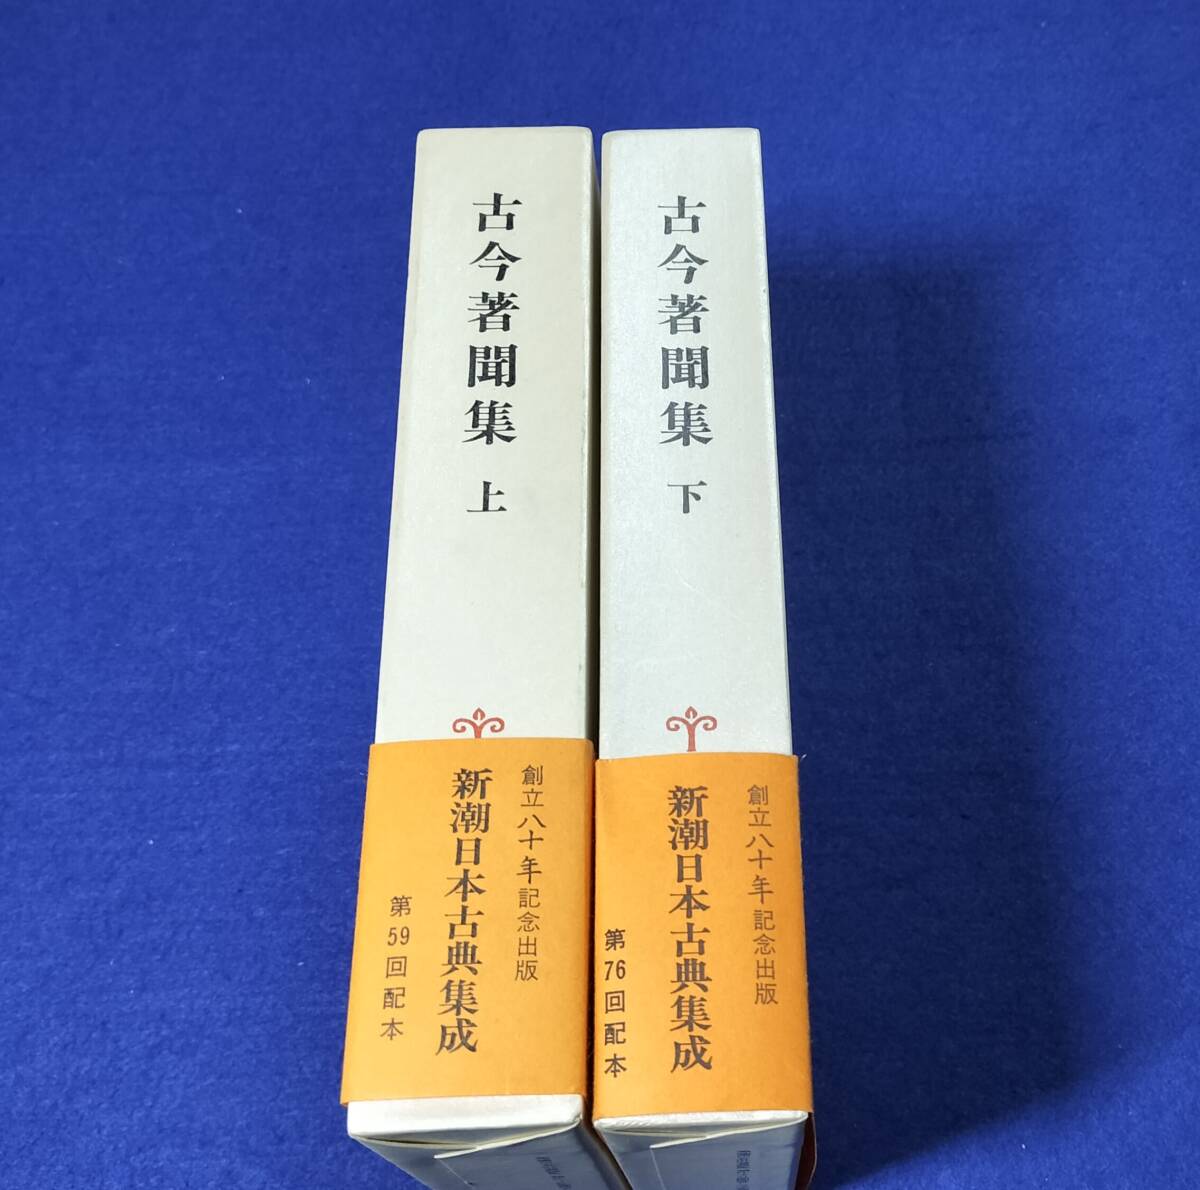 古今著聞集 上
創立八十年記念出版
新潮日本古典集成
第59回配本
古今著聞集 下
創立八十年記念出版
新潮日本古典集成
第76回配本